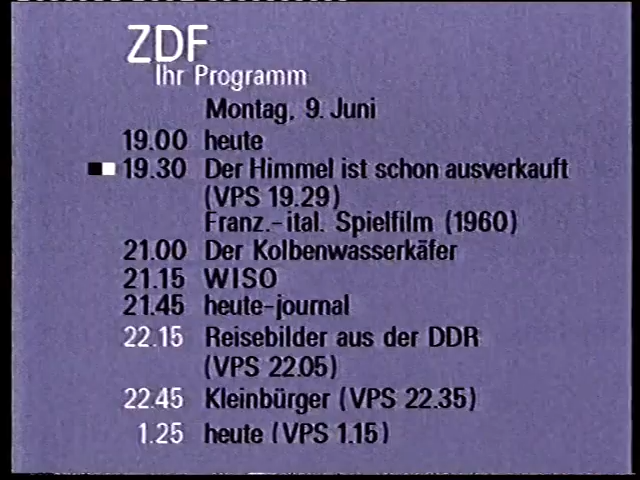 ZDF
Ihr Programm
Montag, 9. Juni
19.00 heute
19.30 Der Himmel ist schon ausverkauft
(VPS 19.29)
Franz.-ital. Spielfilm (1960)
21.00 Der Kolbenwasserkäfer
21.15 WISO
21.45 heute-journal
22.15 Reisebilder aus der DDR
(VPS 22.05)
22.45 Kleinbürger (VPS 22.35)
1.25 heute (VPS 1.15)